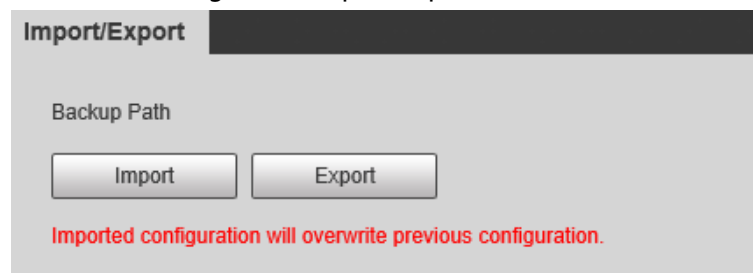 Import/Export
Backup Path
Import Export
Imported configuration will overwrite previous configuration.